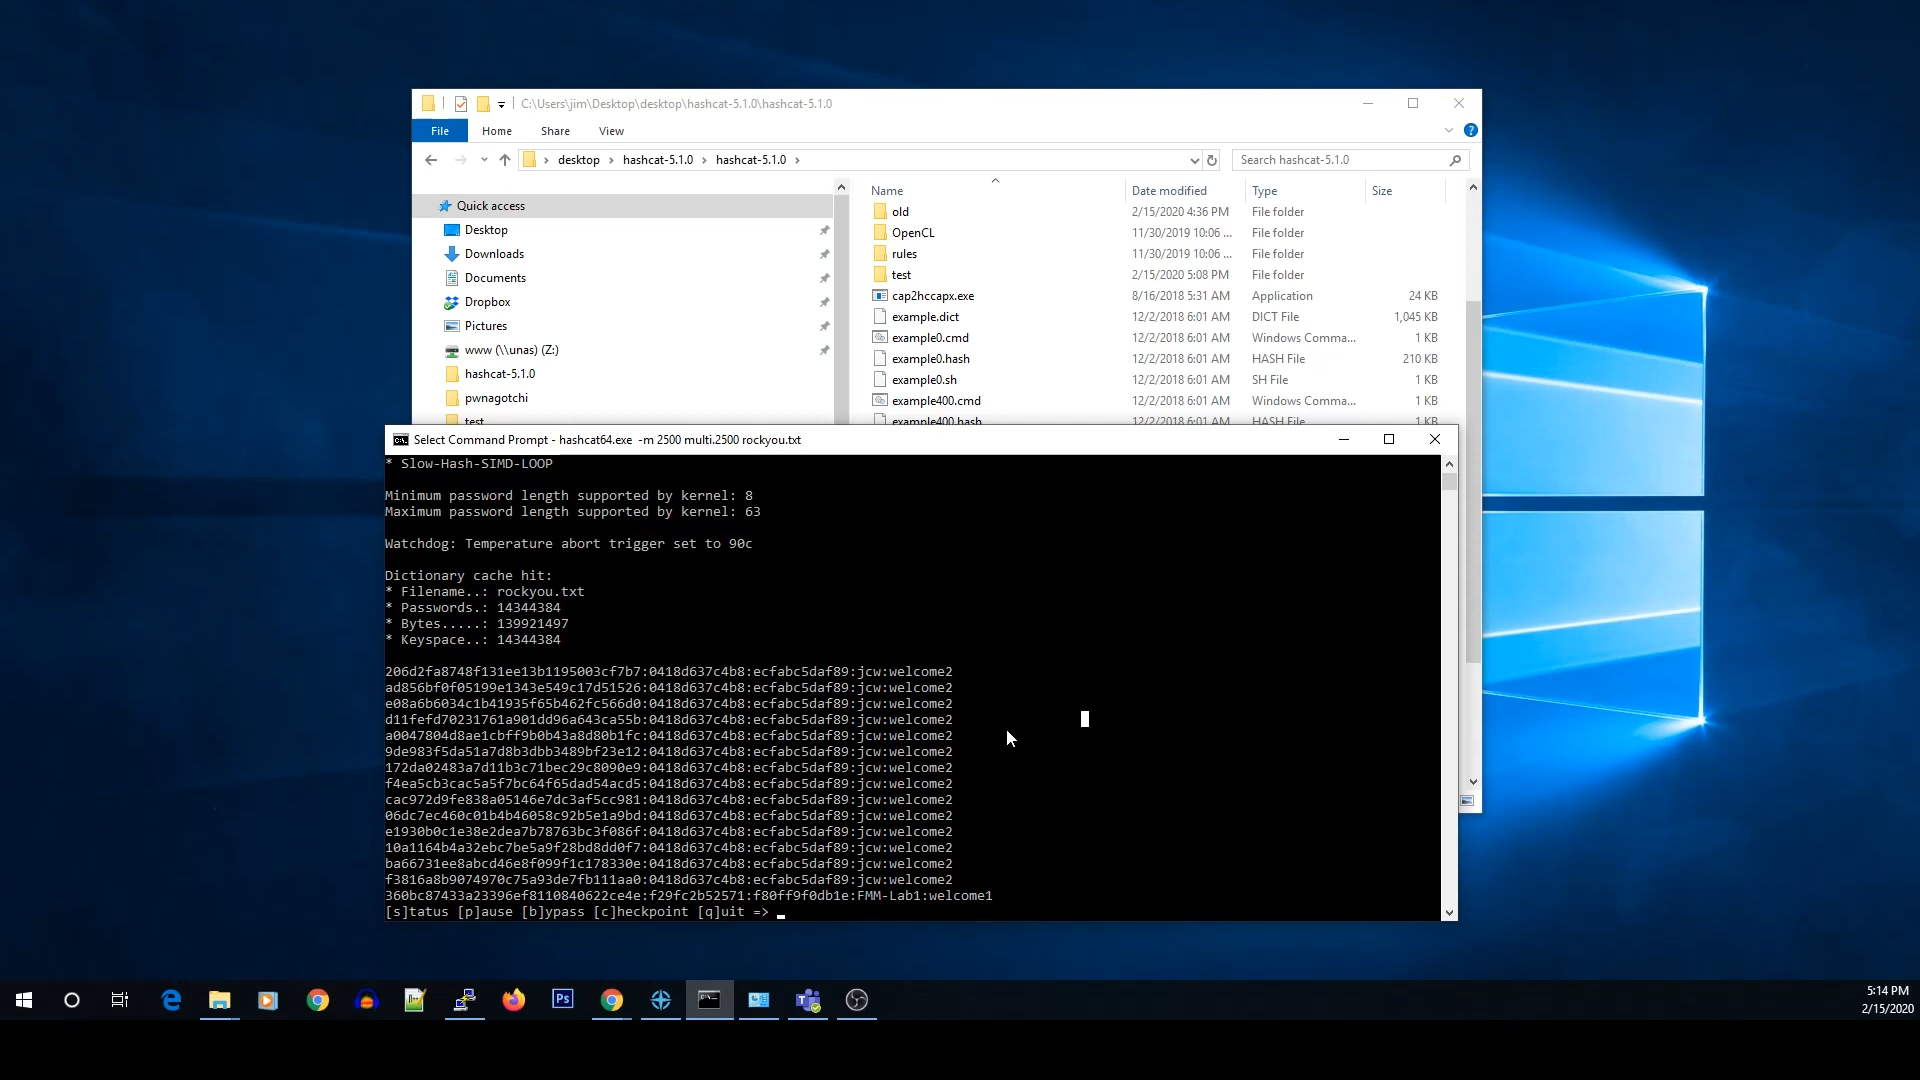 C:\Users\jim\Desktop\desktop\hashcat-5.1.0\hashcat-5.1.0
File Home Share View
desktop hashcat-5.1.0 hashcat-5.1.0
Search hashcat-5.1.0
Name Date modified Type Size
Quick access
Desktop
Downloads
Documents
Dropbox
Pictures
www (\\unas) (Z:)
hashcat-5.1.0
pwnagotchi
test
old 2/15/2020 4:36 PM File folder
OpenCL 11/30/2019 10:06 ... File folder
rules 11/30/2019 10:06 ... File folder
test 2/15/2020 5:08 PM File folder
cap2hccapx.exe 8/16/2018 5:31 AM Application 24 KB
example.dict 12/2/2018 6:01 AM DICT File 1,045 KB
example0.cmd 12/2/2018 6:01 AM Windows Comma... 1 KB
example0.hash 12/2/2018 6:01 AM HASH File 210 KB
example0.sh 12/2/2018 6:01 AM SH File 1 KB
example400.cmd 12/2/2018 6:01 AM Windows Comma... 1 KB
example400.hash 12/2/2018 6:01 AM HASH File 1 KB
Select Command Prompt - hashcat64.exe -m 2500 multi.2500 rockyou.txt
* Slow-Hash-SIMD-LOOP
Minimum password length supported by kernel: 8
Maximum password length supported by kernel: 63
Watchdog: Temperature abort trigger set to 90c
Dictionary cache hit:
* Filename..: rockyou.txt
* Passwords.: 14344384
* Bytes.....: 139921497
* Keyspace..: 14344384
206d2fa8748f131ee13b1195003cf7b7:0418d637c4b8:ecfabc5daf89:jcw:welcome2
ad856bf0f05199e1343e549c17d51526:0418d637c4b8:ecfabc5daf89:jcw:welcome2
e08a6b6034c1b41935f65b462fc566d0:0418d637c4b8:ecfabc5daf89:jcw:welcome2
d11fefd70231761a901dd96a643ca55b:0418d637c4b8:ecfabc5daf89:jcw:welcome2
a0047804d8ae1cbff9b0b43a8d80b1fc:0418d637c4b8:ecfabc5daf89:jcw:welcome2
9de983f5da51a7d8b3dbb3489bf23e12:0418d637c4b8:ecfabc5daf89:jcw:welcome2
172da02483a7d11b3c71bec29c8090e9:0418d637c4b8:ecfabc5daf89:jcw:welcome2
f4ea5cb3cac5a5f7bc64f65dad54acd5:0418d637c4b8:ecfabc5daf89:jcw:welcome2
cac972d9fe838a05146e7dc3af5cc981:0418d637c4b8:ecfabc5daf89:jcw:welcome2
06dc7ec460c01b4b46058c92b5e1a9bd:0418d637c4b8:ecfabc5daf89:jcw:welcome2
e1930b0c1e38e2dea7b78763bc3f086f:0418d637c4b8:ecfabc5daf89:jcw:welcome2
10a1164b4a32ebc7be5a9f28bd8dd0f7:0418d637c4b8:ecfabc5daf89:jcw:welcome2
ba66731ee8abcd46e8f099f1c178330e:0418d637c4b8:ecfabc5daf89:jcw:welcome2
f3816a8b9074970c75a93de7fb111aa0:0418d637c4b8:ecfabc5daf89:jcw:welcome2
360bc87433a23396ef8110840622ce4e:f29fc2b52571:f80ff9f0db1e:FMM-Lab1:welcome1
[s]tatus [p]ause [b]ypass [c]heckpoint [q]uit =>
Ps
5:14 PM
2/15/2020